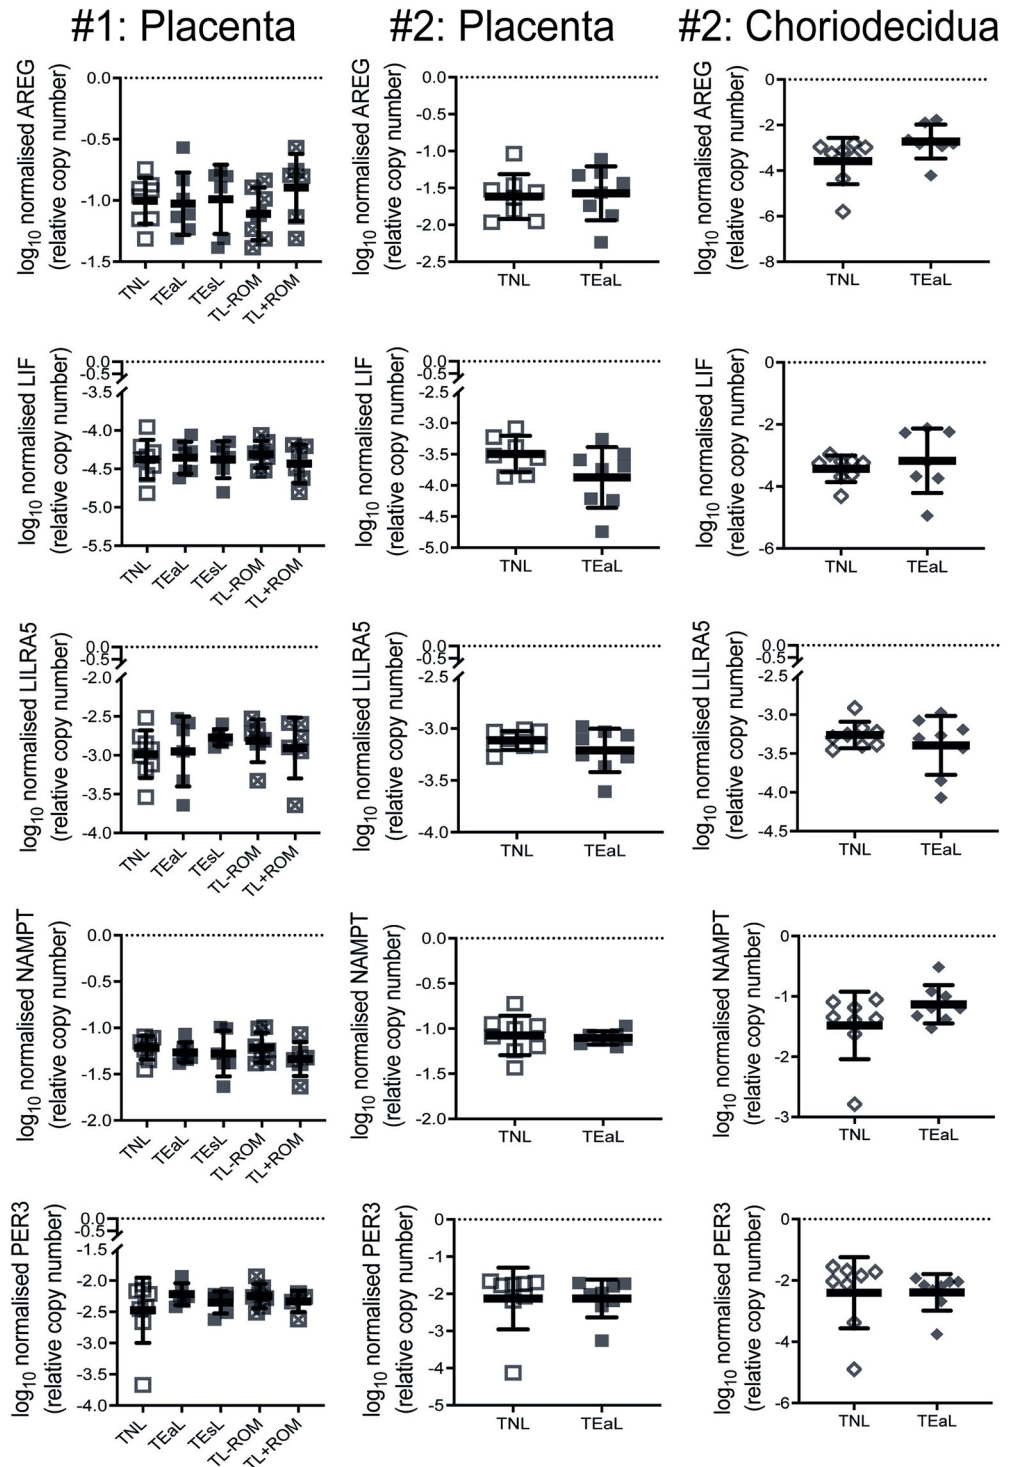 #1: Placenta
#2: Placenta
#2: Choriodecidua
log10 normalised AREG
(relative copy number)
0.0
-0.5
-1.0
-1.5
TNL
TEaL
TEsL
TL-ROM
TL+ROM
log10 normalised AREG
(relative copy number)
0.0
-0.5
-1.0
-1.5
-2.0
-2.5
TNL
TEaL
log10 normalised AREG
(relative copy number)
0
-2
-4
-6
-8
TNL
TEaL
log10 normalised LIF
(relative copy number)
0.0
-0.5
-3.5
-4.0
-4.5
-5.0
-5.5
TNL
TEaL
TEsL
TL-ROM
TL+ROM
log10 normalised LIF
(relative copy number)
0.0
-0.5
-2.5
-3.0
-3.5
-4.0
-4.5
-5.0
TNL
TEaL
log10 normalised LIF
(relative copy number)
0
-2
-4
-6
TNL
TEaL
log10 normalised LILRA5
(relative copy number)
0.0
-0.5
-2.0
-2.5
-3.0
-3.5
-4.0
TNL
TEaL
TEsL
TL-ROM
TL+ROM
log10 normalised LILRA5
(relative copy number)
0.0
-0.5
-2.5
-3.0
-3.5
-4.0
TNL
TEaL
log10 normalised LILRA5
(relative copy number)
0.0
-0.5
-2.5
-3.0
-3.5
-4.0
-4.5
TNL
TEaL
log10 normalised NAMPT
(relative copy number)
0.0
-0.5
-1.0
-1.5
-2.0
TNL
TEaL
TEsL
TL-ROM
TL+ROM
log10 normalised NAMPT
(relative copy number)
0.0
-0.5
-1.0
-1.5
-2.0
TNL
TEaL
log10 normalised NAMPT
(relative copy number)
0
-1
-2
-3
TNL
TEaL
log10 normalised PER3
(relative copy number)
0.0
-0.5
-1.5
-2.0
-2.5
-3.0
-3.5
-4.0
TNL
TEaL
TEsL
TL-ROM
TL+ROM
log10 normalised PER3
(relative copy number)
0
-1
-2
-3
-4
-5
TNL
TEaL
log10 normalised PER3
(relative copy number)
0
-2
-4
-6
TNL
TEaL